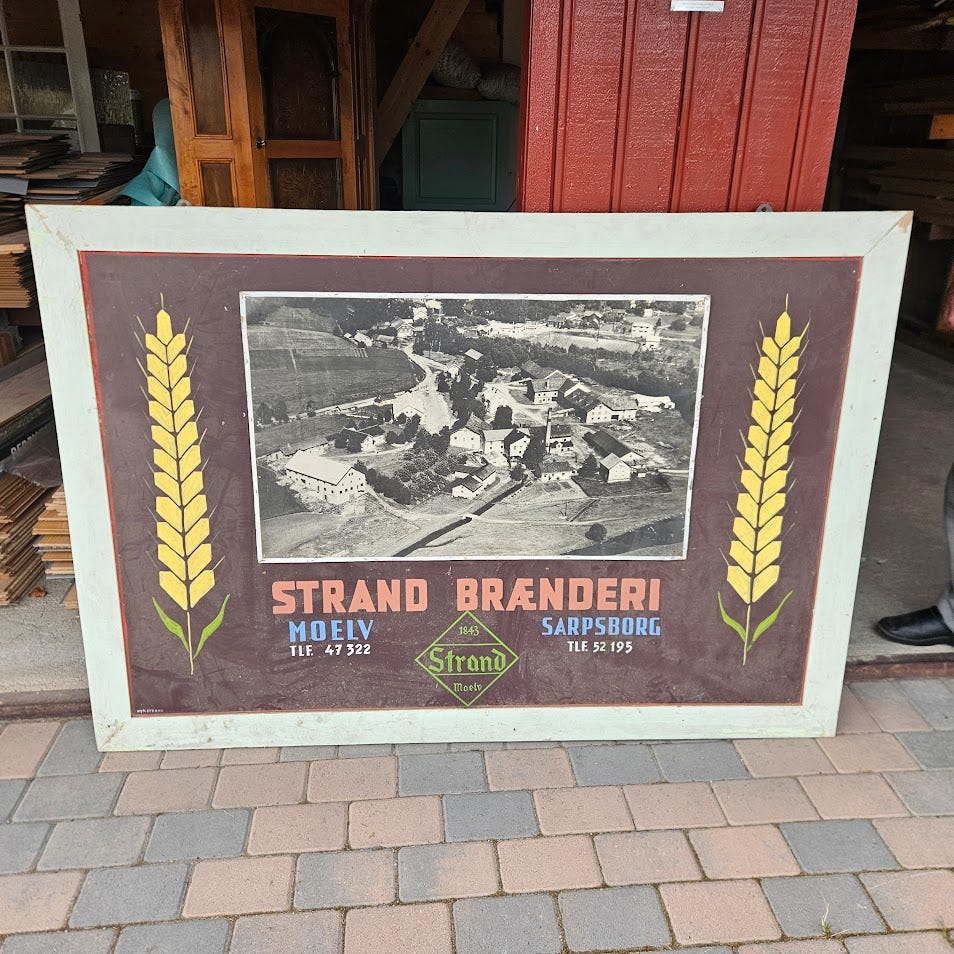 STRAND BRÆNDERI
MOELV
TLF. 47 322
SARPSBORG
TLF. 52 195
1843
Strand
Moelv